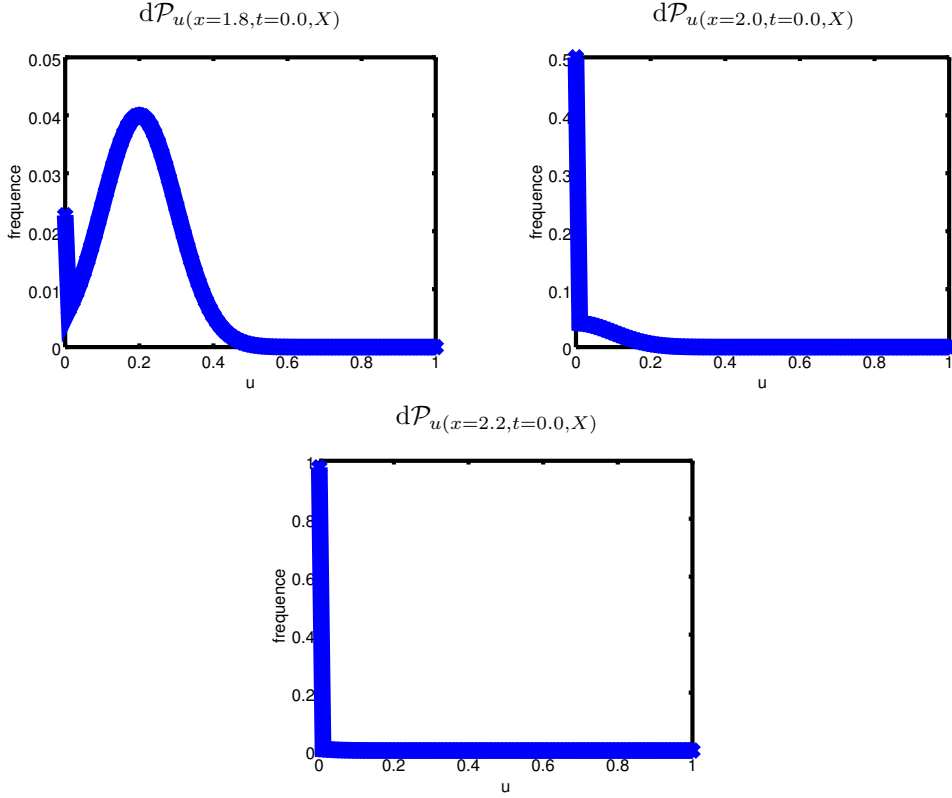 d𝒫_{u(x=1.8,t=0.0,X)}
d𝒫_{u(x=2.0,t=0.0,X)}
0.05
0.04
0.03
0.02
0.01
0
frequence
0 0.2 0.4 0.6 0.8 1
u
0.5
0.4
0.3
0.2
0.1
0
frequence
0 0.2 0.4 0.6 0.8 1
u
d𝒫_{u(x=2.2,t=0.0,X)}
1
0.8
0.6
0.4
0.2
0
frequence
0 0.2 0.4 0.6 0.8 1
u